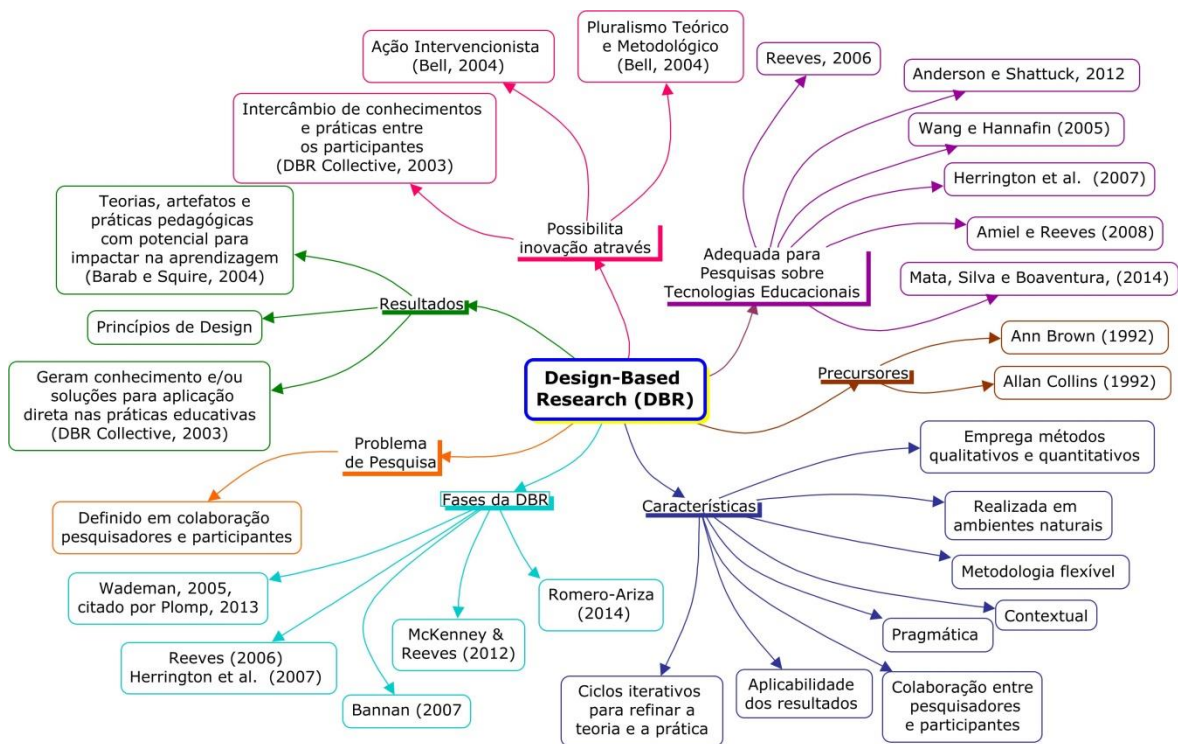 Ação Intervencionista
(Bell, 2004)
Pluralismo Teórico
e Metodológico
(Bell, 2004)
Reeves, 2006
Anderson e Shattuck, 2012
Intercâmbio de conhecimentos
e práticas entre
os participantes
(DBR Collective, 2003)
Wang e Hannafin (2005)
Herrington et al. (2007)
Teorias, artefatos e
práticas pedagógicas
com potencial para
impactar na aprendizagem
(Barab e Squire, 2004)
Possibilita
inovação através
Adequada para
Pesquisas sobre
Tecnologias Educacionais
Amiel e Reeves (2008)
Mata, Silva e Boaventura, (2014)
Resultados
Princípios de Design
Ann Brown (1992)
Precursores
Allan Collins (1992)
Geram conhecimento e/ou
soluções para aplicação
direta nas práticas educativas
(DBR Collective, 2003)
Design-Based
Research (DBR)
Problema
de Pesquisa
Emprega métodos
qualitativos e quantitativos
Fases da DBR
Características
Realizada em
ambientes naturais
Definido em colaboração
pesquisadores e participantes
Metodologia flexível
Wademan, 2005,
citado por Plomp, 2013
Romero-Ariza
(2014)
Contextual
Pragmática
McKenney &
Reeves (2012)
Reeves (2006)
Herrington et al. (2007)
Bannan (2007
Ciclos iterativos
para refinar a
teoria e a prática
Aplicabilidade
dos resultados
Colaboração entre
pesquisadores
e participantes